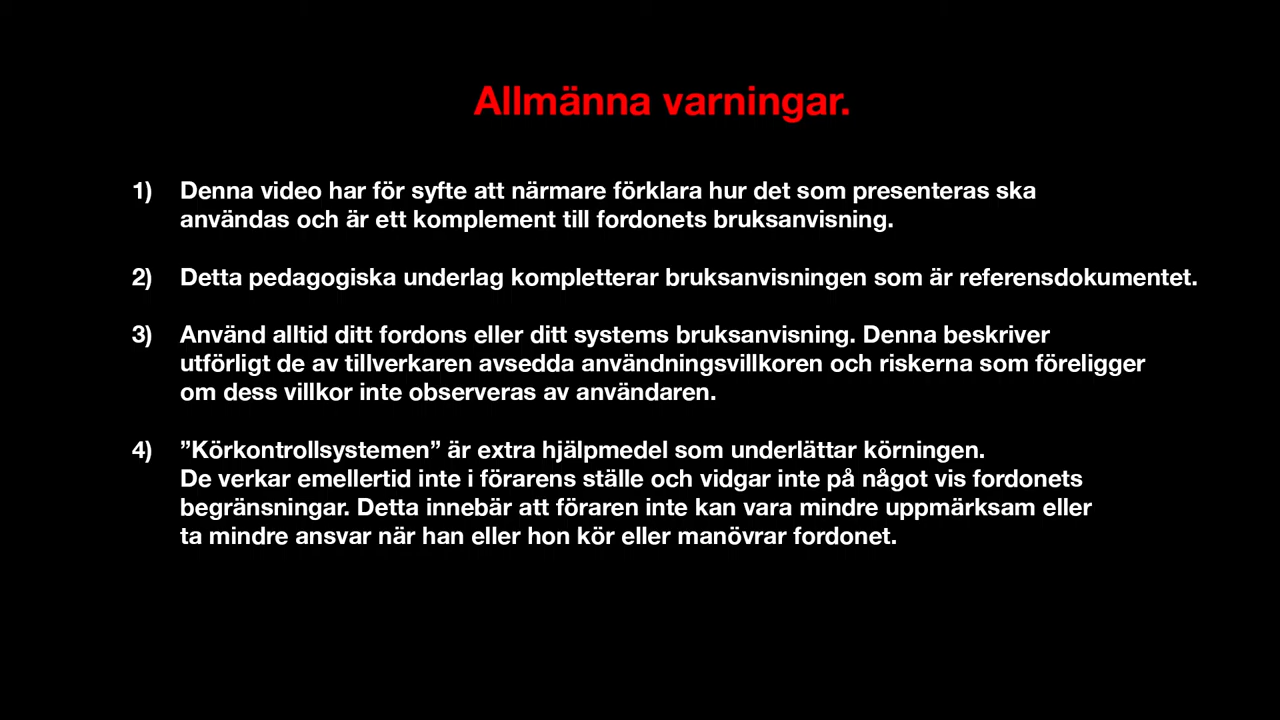 Allmänna varningar.
1) Denna video har för syfte att närmare förklara hur det som presenteras ska
användas och är ett komplement till fordonets bruksanvisning.
2) Detta pedagogiska underlag kompletterar bruksanvisningen som är referensdokumentet.
3) Använd alltid ditt fordons eller ditt systems bruksanvisning. Denna beskriver
utförligt de av tillverkaren avsedda användningsvillkoren och riskerna som föreligger
om dess villkor inte observeras av användaren.
4) ”Körkontrollsystemen” är extra hjälpmedel som underlättar körningen.
De verkar emellertid inte i förarens ställe och vidgar inte på något vis fordonets
begränsningar. Detta innebär att föraren inte kan vara mindre uppmärksam eller
ta mindre ansvar när han eller hon kör eller manövrar fordonet.